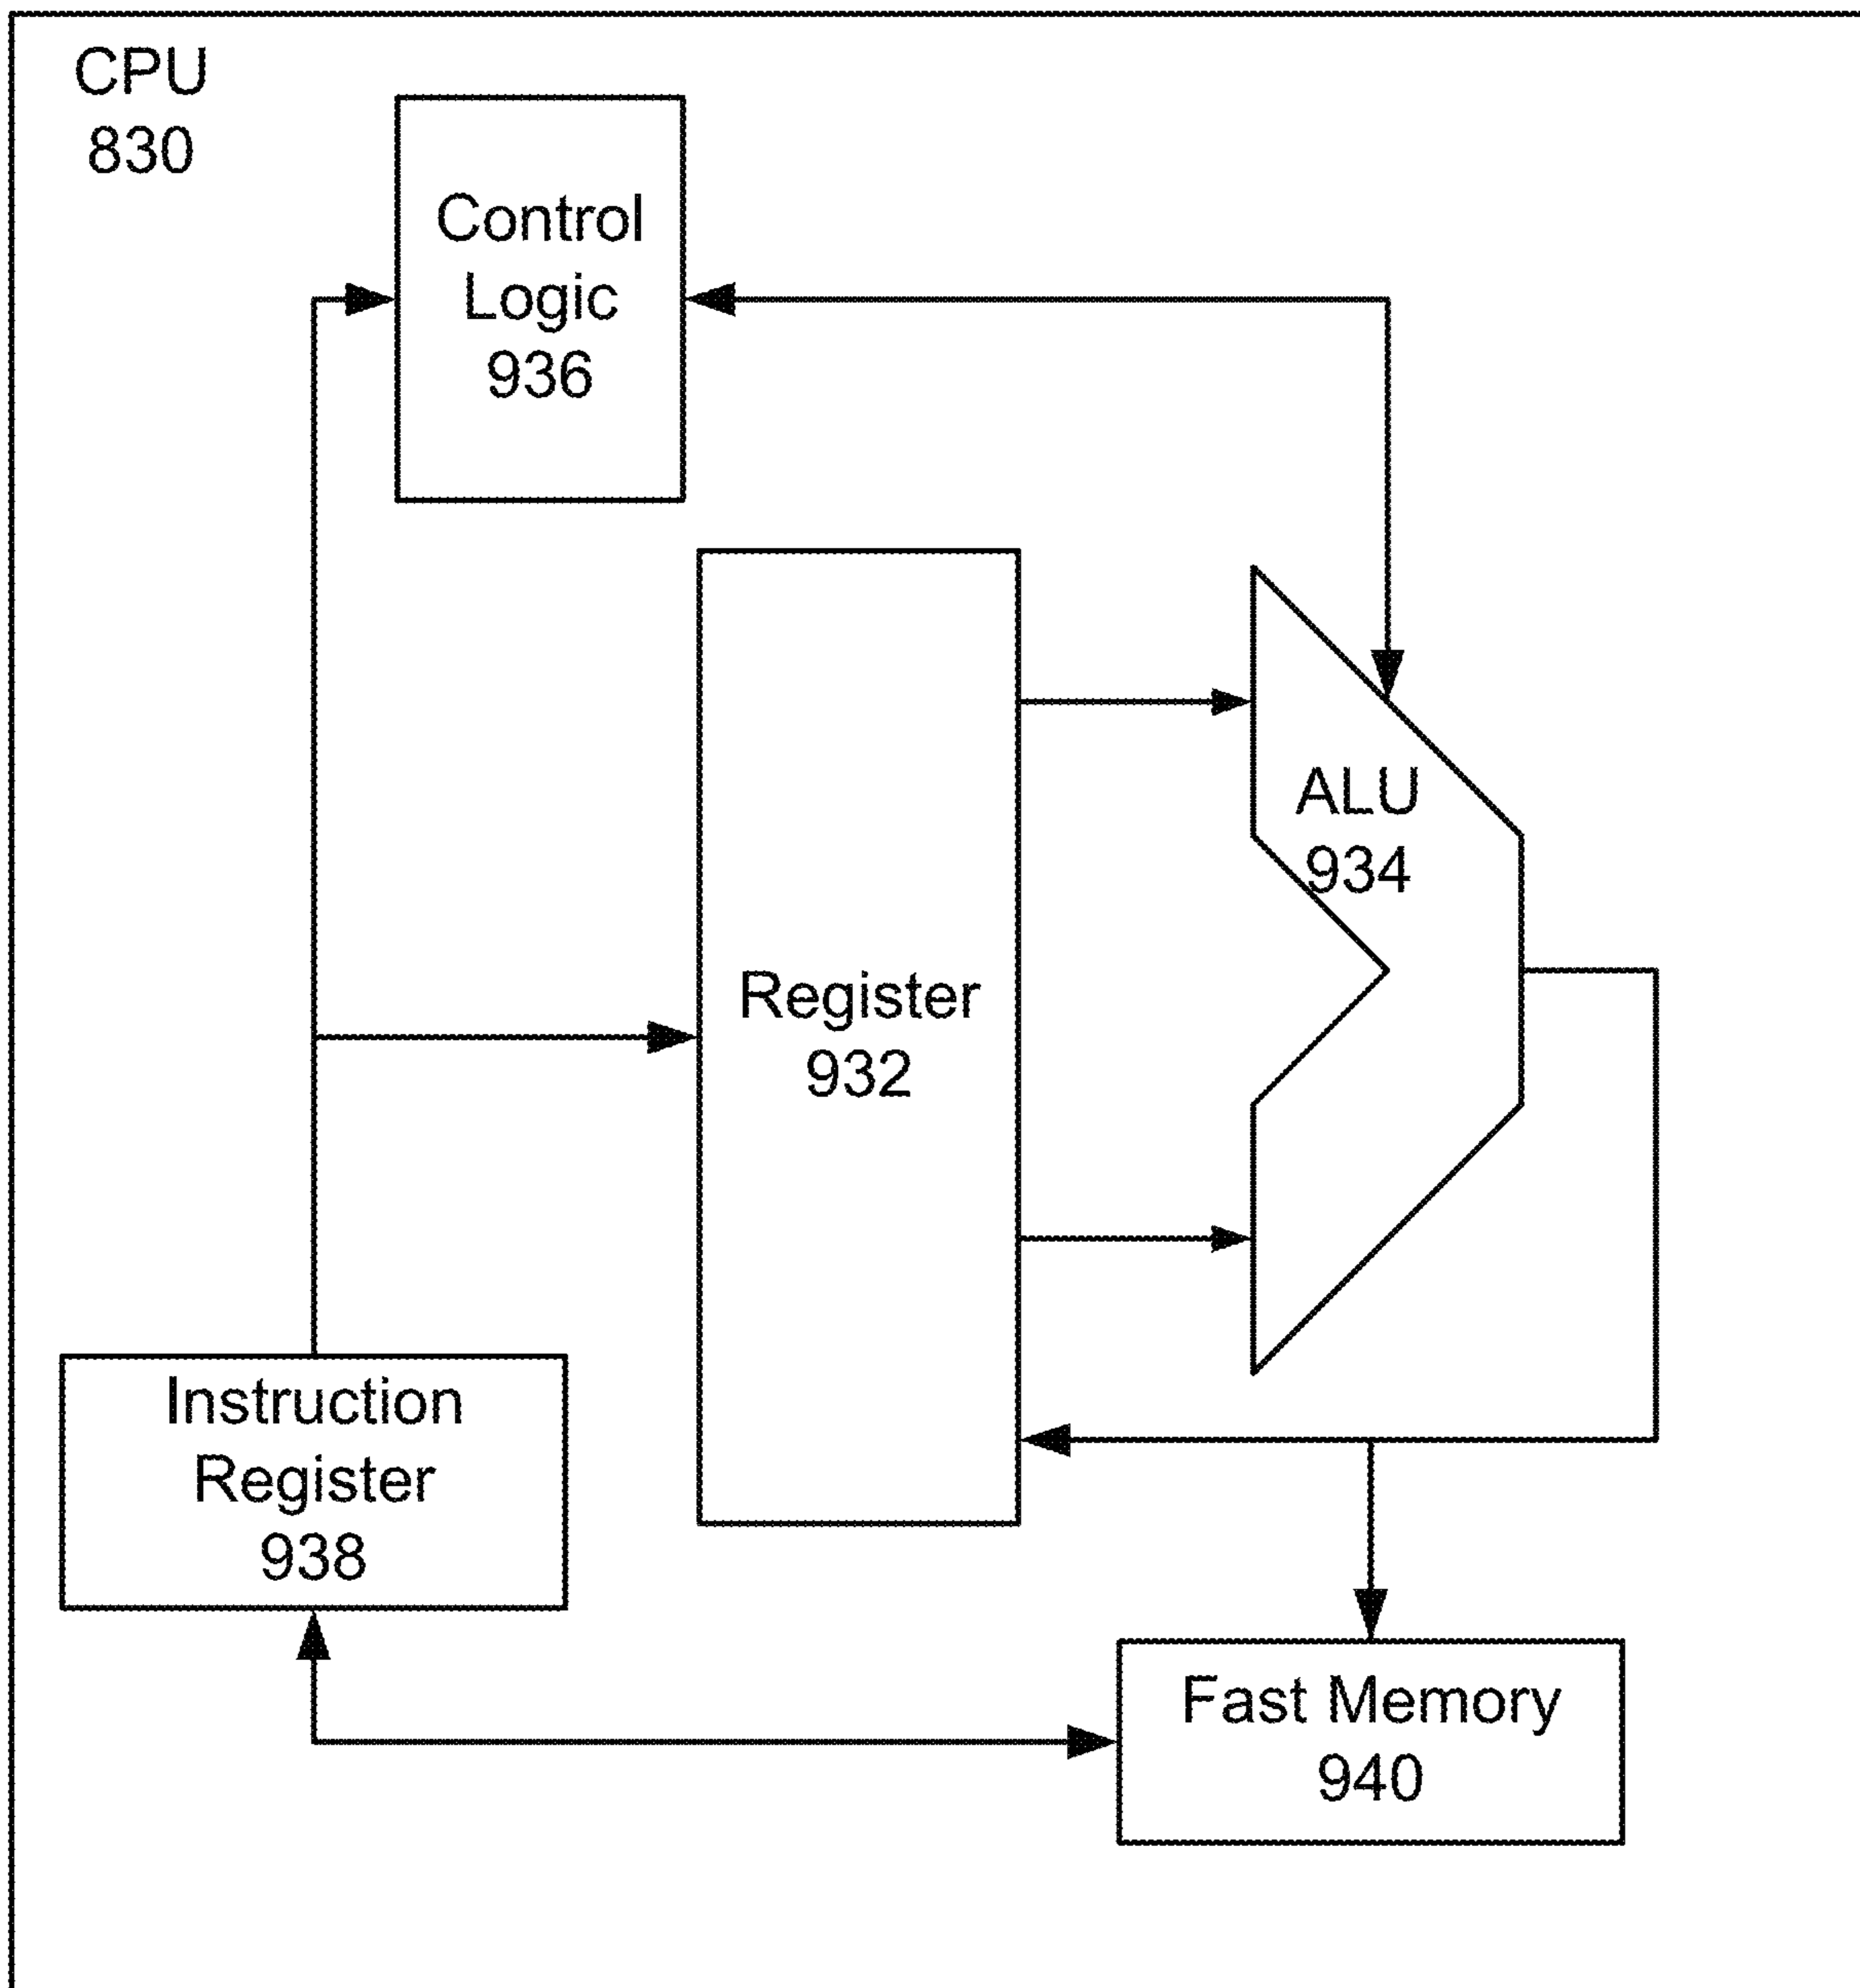 CPU
830
Control
Logic
936
ALU
934
Register
932
Instruction
Register
938
Fast Memory
940